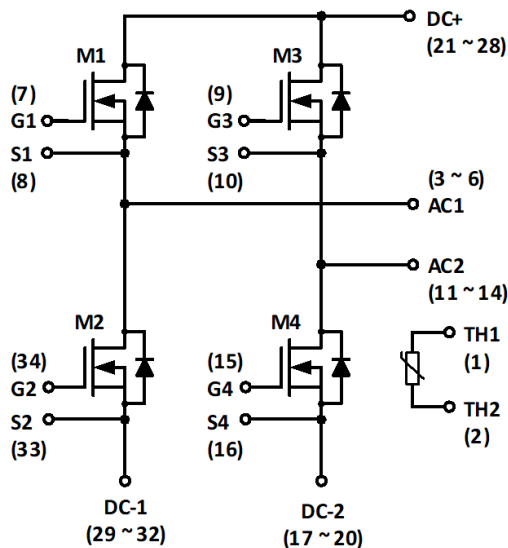 DC+
(21 ~ 28)
M1
M3
(7)
G1
(9)
G3
S1
(8)
S3
(10)
(3 ~ 6)
AC1
AC2
(11 ~ 14)
M2
M4
(34)
G2
(15)
G4
S2
(33)
S4
(16)
TH1
(1)
TH2
(2)
DC-1
(29 ~ 32)
DC-2
(17 ~ 20)